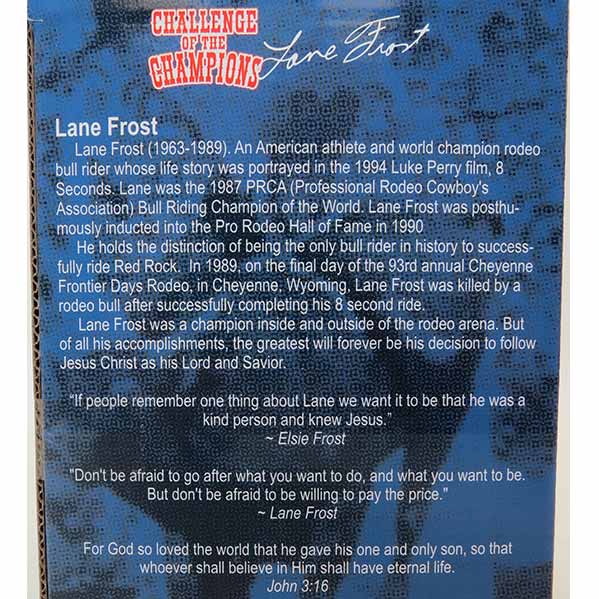 CHALLENGE
OF THE
CHAMPIONS
Lane Frost
Lane Frost
Lane Frost (1963-1989). An American athlete and world champion rodeo
bull rider whose life story was portrayed in the 1994 Luke Perry film, 8
Seconds. Lane was the 1987 PRCA (Professional Rodeo Cowboy's
Association) Bull Riding Champion of the World. Lane Frost was posthu-
mously inducted into the Pro Rodeo Hall of Fame in 1990
He holds the distinction of being the only bull rider in history to success-
fully ride Red Rock. In 1989, on the final day of the 93rd annual Cheyenne
Frontier Days Rodeo, in Cheyenne, Wyoming, Lane Frost was killed by a
rodeo bull after successfully completing his 8 second ride.
Lane Frost was a champion inside and outside of the rodeo arena. But
of all his accomplishments, the greatest will forever be his decision to follow
Jesus Christ as his Lord and Savior.
"If people remember one thing about Lane we want it to be that he was a
kind person and knew Jesus."
~ Elsie Frost
"Don't be afraid to go after what you want to do, and what you want to be.
But don't be afraid to be willing to pay the price."
~ Lane Frost
For God so loved the world that he gave his one and only son, so that
whoever shall believe in Him shall have eternal life.
John 3:16